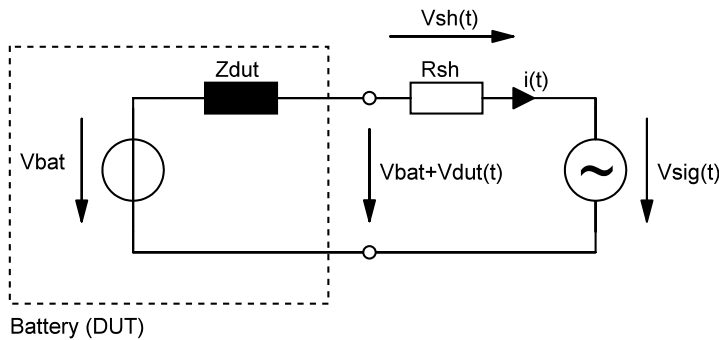 Vsh(t)
Zdut
Rsh
i(t)
Vbat
Vbat+Vdut(t)
~
Vsig(t)
Battery (DUT)